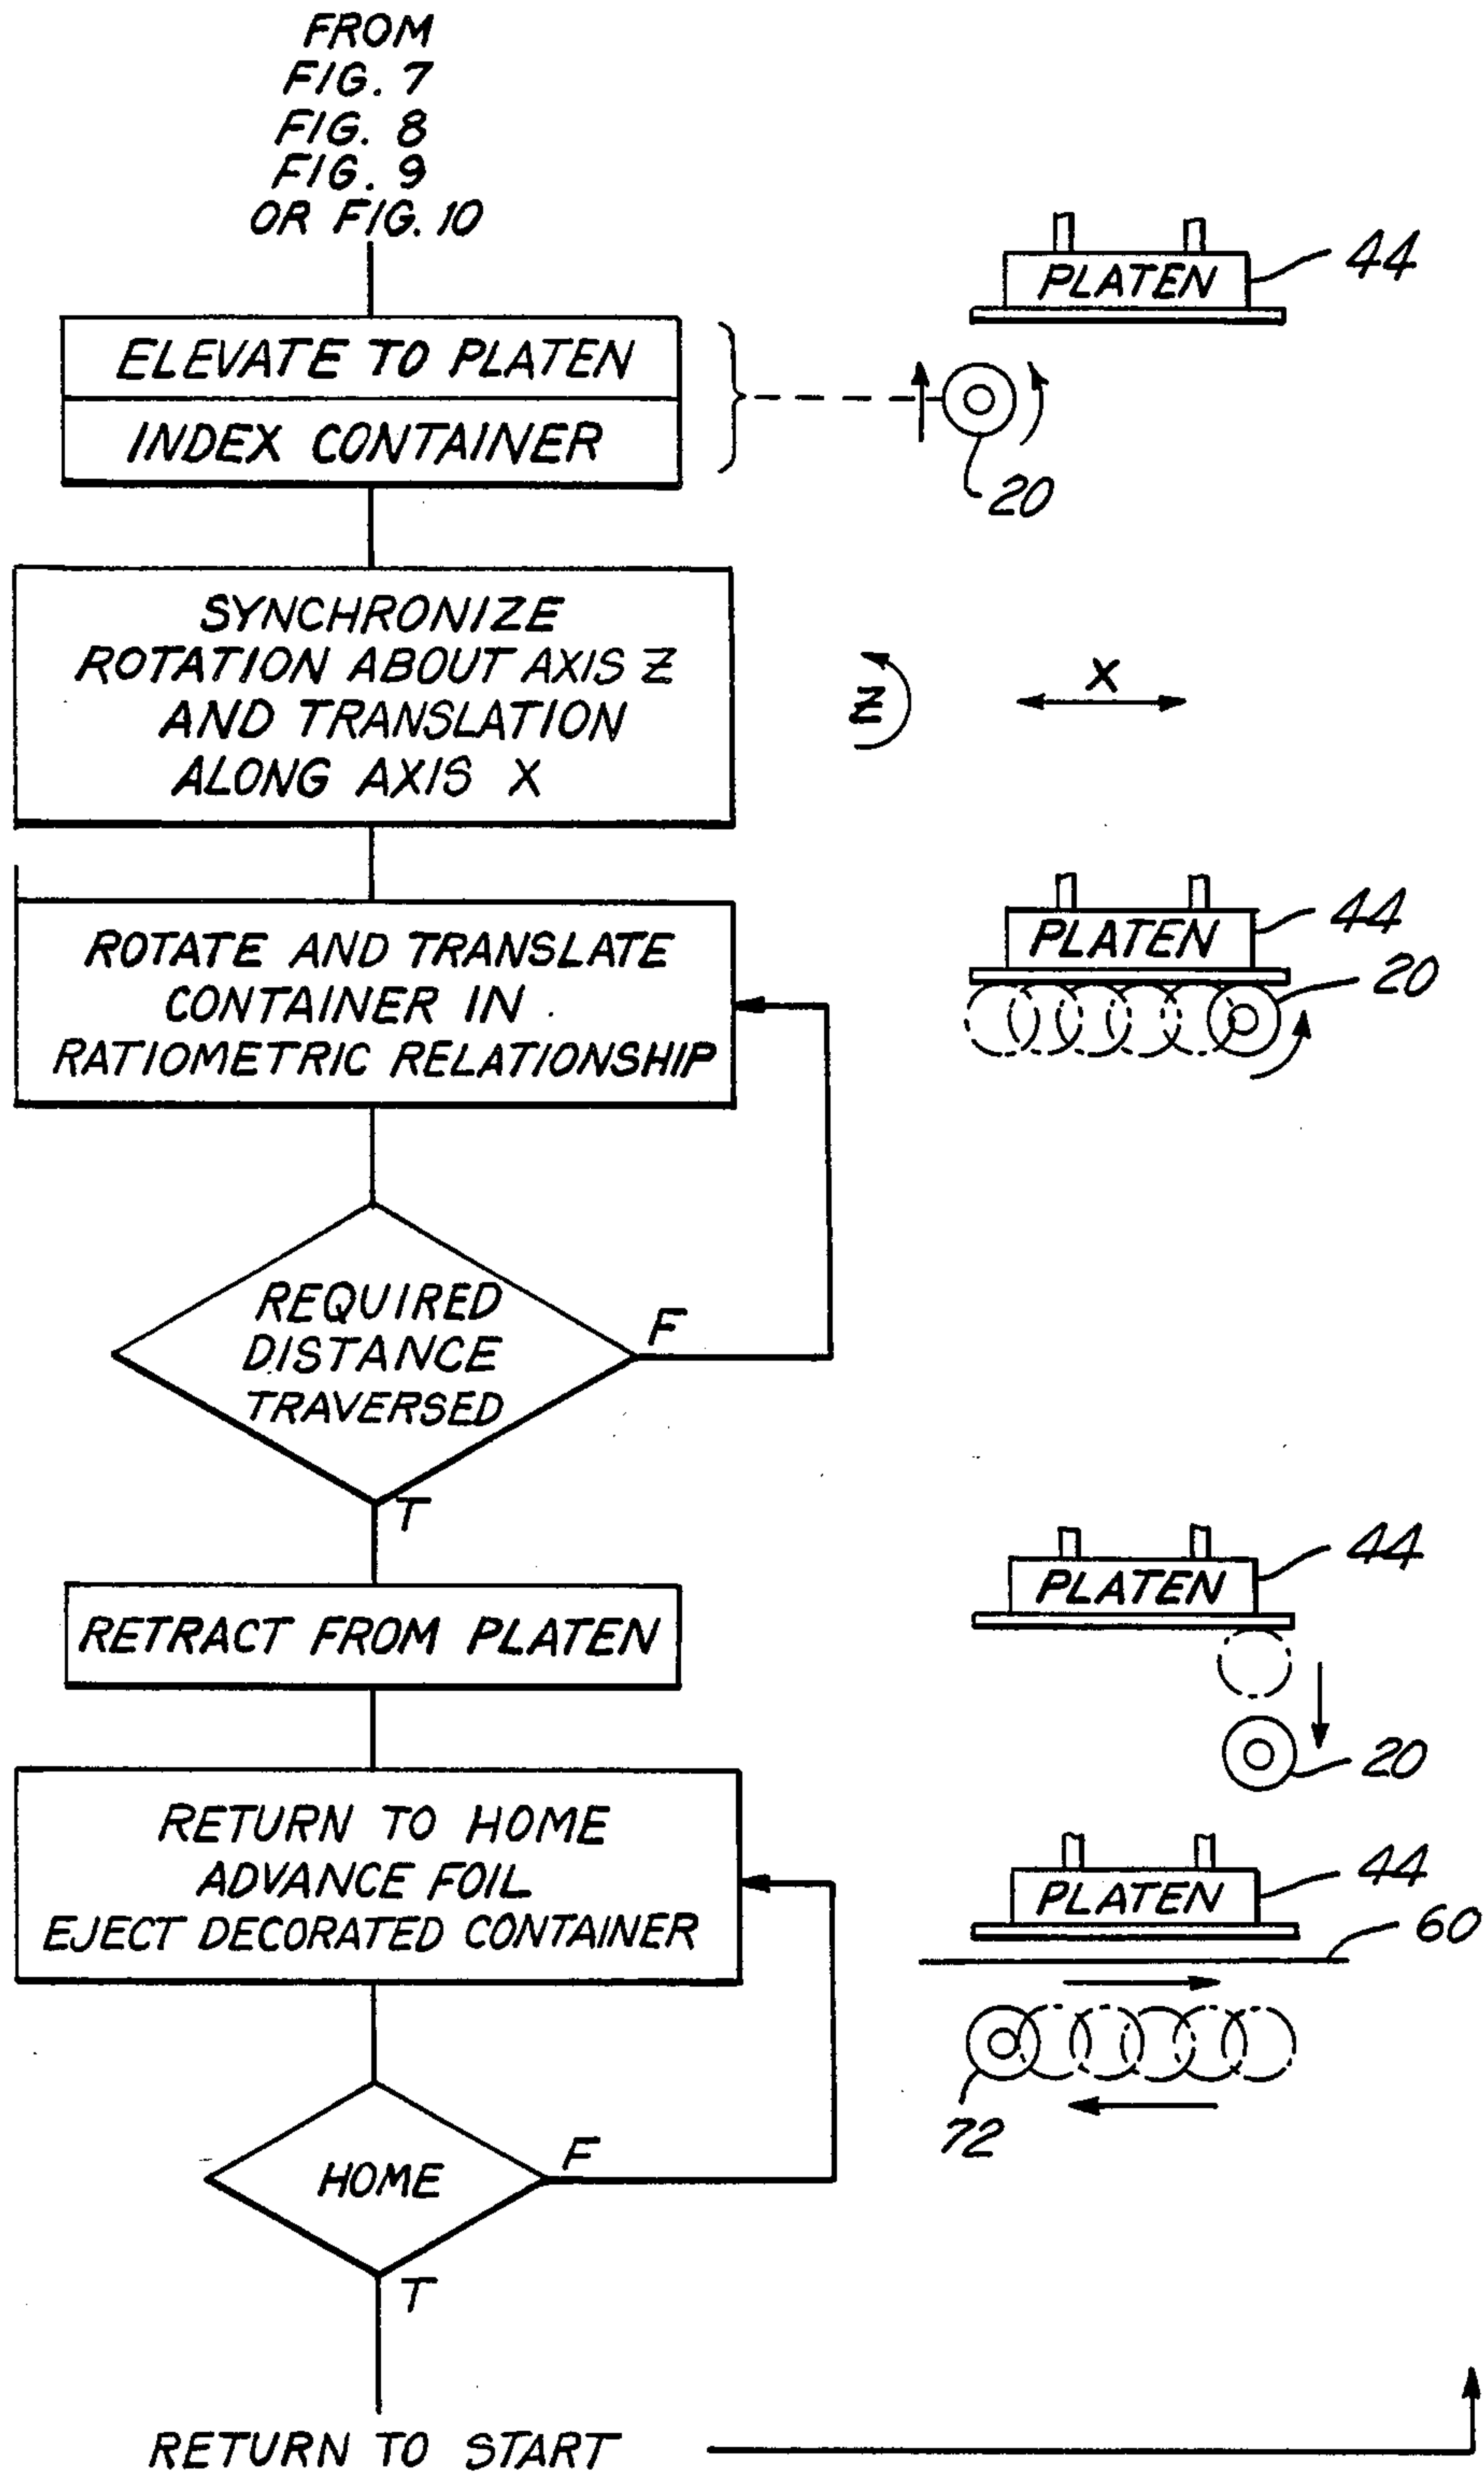 FROM
FIG. 7
FIG. 8
FIG. 9
OR FIG. 10
PLATEN
44
ELEVATE TO PLATEN
INDEX CONTAINER
20
SYNCHRONIZE
ROTATION ABOUT AXIS Z
AND TRANSLATION
ALONG AXIS X
Z
X
ROTATE AND TRANSLATE
CONTAINER IN
RATIOMETRIC RELATIONSHIP
PLATEN
44
20
REQUIRED
DISTANCE
TRAVERSED
F
T
RETRACT FROM PLATEN
PLATEN
44
20
RETURN TO HOME
ADVANCE FOIL
EJECT DECORATED CONTAINER
PLATEN
44
60
72
HOME
F
T
RETURN TO START